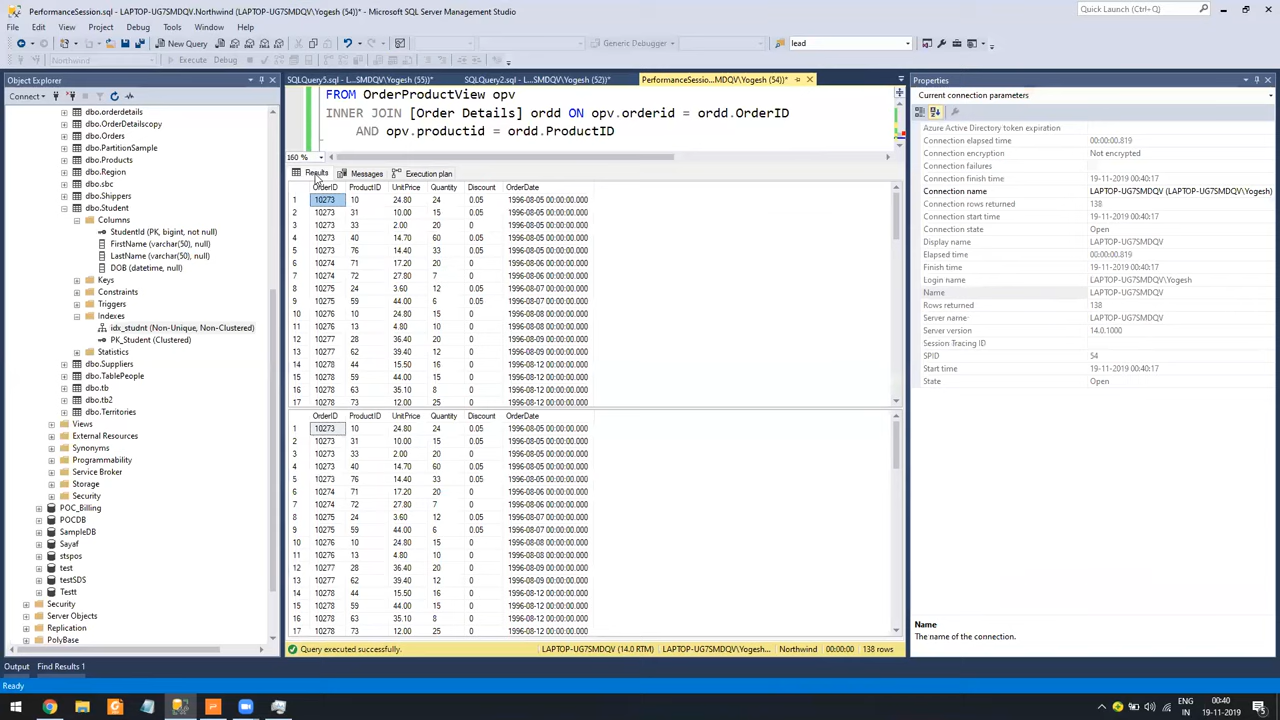 PerformanceSession.sql - LAPTOP-UG7SMDQV.Northwind (LAPTOP-UG7SMDQV\Yogesh (54))* - Microsoft SQL Server Management Studio
Quick Launch (Ctrl+Q)
File Edit View Project Debug Tools Window Help
New Query
Generic Debugger
lead
Northwind
Execute Debug
Object Explorer
Connect
dbo.orderdetails
dbo.OrderDetailscopy
dbo.Orders
dbo.PartitionSample
dbo.Products
dbo.Region
dbo.sbc
dbo.Shippers
dbo.Student
Columns
StudentId (PK, bigint, not null)
FirstName (varchar(50), null)
LastName (varchar(50), null)
DOB (datetime, null)
Keys
Constraints
Triggers
Indexes
idx_studnt (Non-Unique, Non-Clustered)
PK_Student (Clustered)
Statistics
dbo.Suppliers
dbo.TablePeople
dbo.tb
dbo.tb2
dbo.Territories
Views
External Resources
Synonyms
Programmability
Service Broker
Storage
Security
POC_Billing
POCDB
SampleDB
Sayaf
stspos
test
testSDS
Testt
Security
Server Objects
Replication
PolyBase
SQLQuery5.sql - L...SMDQV\Yogesh (55))*
SQLQuery2.sql - L...SMDQV\Yogesh (52))*
PerformanceSessio...MDQV\Yogesh (54))*
FROM OrderProductView opv
INNER JOIN [Order Details] ordd ON opv.orderid = ordd.OrderID
AND opv.productid = ordd.ProductID
160 %
Results Messages Execution plan
OrderID ProductID UnitPrice Quantity Discount OrderDate
1 10273 10 24.80 24 0.05 1996-08-05 00:00:00.000
2 10273 31 10.00 15 0.05 1996-08-05 00:00:00.000
3 10273 33 2.00 20 0 1996-08-05 00:00:00.000
4 10273 40 14.70 60 0.05 1996-08-05 00:00:00.000
5 10273 76 14.40 33 0.05 1996-08-05 00:00:00.000
6 10274 71 17.20 20 0 1996-08-06 00:00:00.000
7 10274 72 27.80 7 0 1996-08-06 00:00:00.000
8 10275 24 3.60 12 0.05 1996-08-07 00:00:00.000
9 10275 59 44.00 6 0.05 1996-08-07 00:00:00.000
10 10276 10 24.80 15 0 1996-08-08 00:00:00.000
11 10276 13 4.80 10 0 1996-08-08 00:00:00.000
12 10277 28 36.40 20 0 1996-08-09 00:00:00.000
13 10277 62 39.40 12 0 1996-08-09 00:00:00.000
14 10278 44 15.50 16 0 1996-08-12 00:00:00.000
15 10278 59 44.00 15 0 1996-08-12 00:00:00.000
16 10278 63 35.10 8 0 1996-08-12 00:00:00.000
17 10278 73 12.00 25 0 1996-08-12 00:00:00.000
OrderID ProductID UnitPrice Quantity Discount OrderDate
1 10273 10 24.80 24 0.05 1996-08-05 00:00:00.000
2 10273 31 10.00 15 0.05 1996-08-05 00:00:00.000
3 10273 33 2.00 20 0 1996-08-05 00:00:00.000
4 10273 40 14.70 60 0.05 1996-08-05 00:00:00.000
5 10273 76 14.40 33 0.05 1996-08-05 00:00:00.000
6 10274 71 17.20 20 0 1996-08-06 00:00:00.000
7 10274 72 27.80 7 0 1996-08-06 00:00:00.000
8 10275 24 3.60 12 0.05 1996-08-07 00:00:00.000
9 10275 59 44.00 6 0.05 1996-08-07 00:00:00.000
10 10276 10 24.80 15 0 1996-08-08 00:00:00.000
11 10276 13 4.80 10 0 1996-08-08 00:00:00.000
12 10277 28 36.40 20 0 1996-08-09 00:00:00.000
13 10277 62 39.40 12 0 1996-08-09 00:00:00.000
14 10278 44 15.50 16 0 1996-08-12 00:00:00.000
15 10278 59 44.00 15 0 1996-08-12 00:00:00.000
16 10278 63 35.10 8 0 1996-08-12 00:00:00.000
17 10278 73 12.00 25 0 1996-08-12 00:00:00.000
Query executed successfully. LAPTOP-UG7SMDQV (14.0 RTM) LAPTOP-UG7SMDQV\Yogesh... Northwind 00:00:00 138 rows
Properties
Current connection parameters
Azure Active Directory token expiration
Connection elapsed time 00:00:00.819
Connection encryption Not encrypted
Connection failures
Connection finish time 19-11-2019 00:40:17
Connection name LAPTOP-UG7SMDQV (LAPTOP-UG7SMDQV\Yogesh)
Connection rows returned 138
Connection start time 19-11-2019 00:40:17
Connection state Open
Display name LAPTOP-UG7SMDQV
Elapsed time 00:00:00.819
Finish time 19-11-2019 00:40:17
Login name LAPTOP-UG7SMDQV\Yogesh
Name LAPTOP-UG7SMDQV
Rows returned 138
Server name LAPTOP-UG7SMDQV
Server version 14.0.1000
Session Tracing ID
SPID 54
Start time 19-11-2019 00:40:17
State Open
Name
The name of the connection.
Output Find Results 1
Ready
ENG
IN
00:40
19-11-2019
5